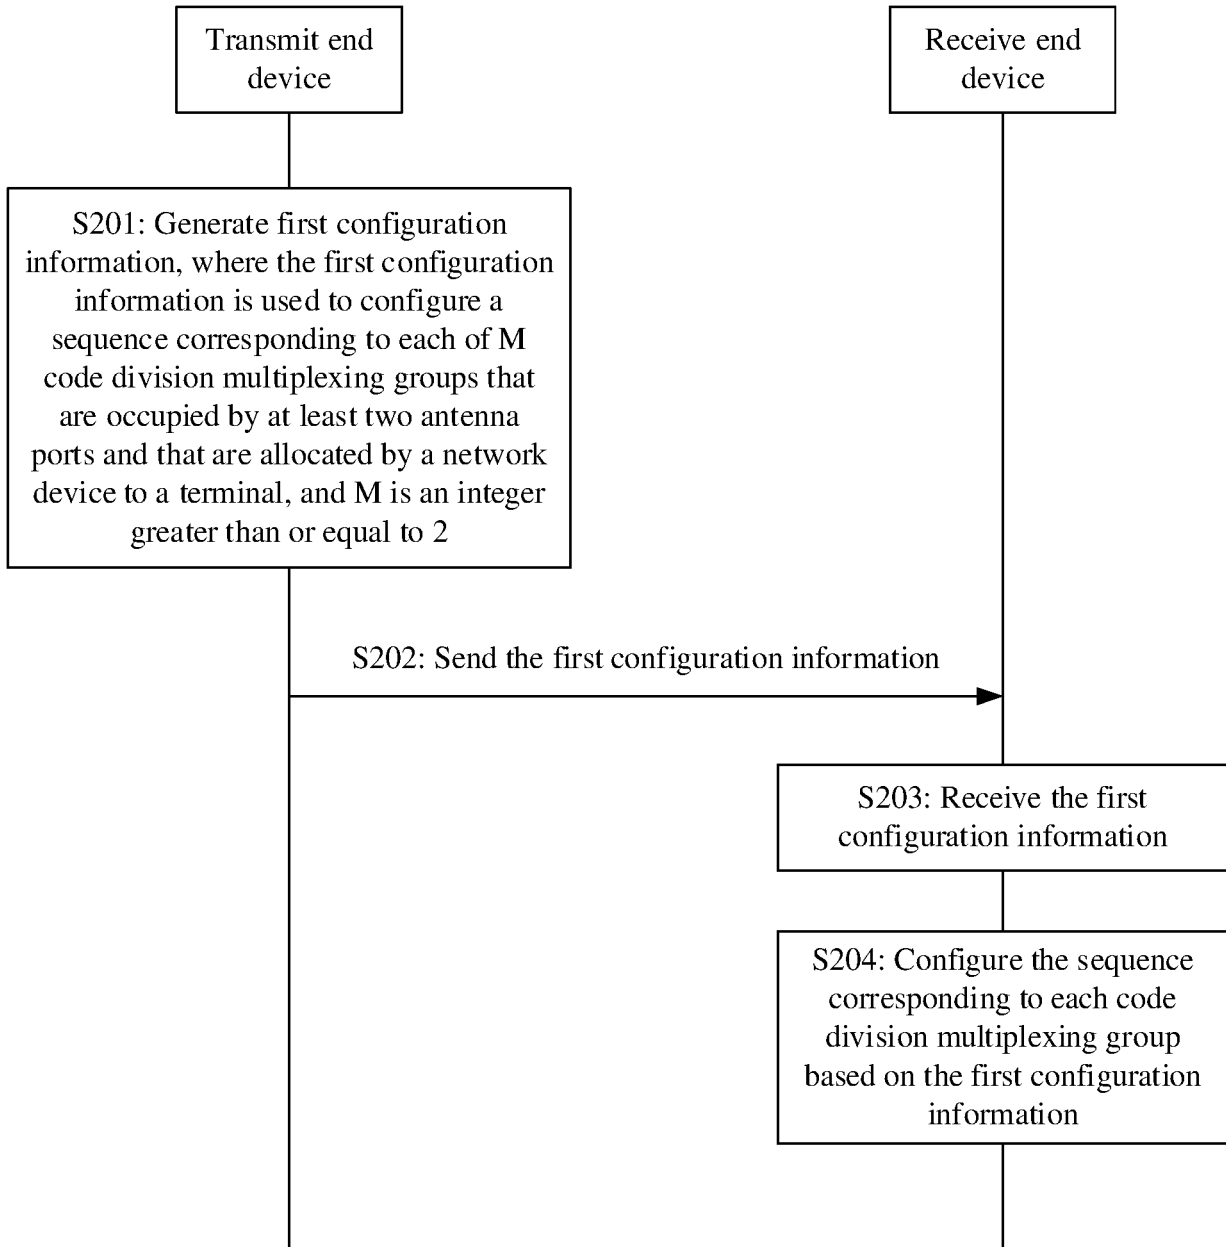 Transmit end
device
Receive end
device
S201: Generate first configuration
information, where the first configuration
information is used to configure a
sequence corresponding to each of M
code division multiplexing groups that
are occupied by at least two antenna
ports and that are allocated by a network
device to a terminal, and M is an integer
greater than or equal to 2
S202: Send the first configuration information
S203: Receive the first
configuration information
S204: Configure the sequence
corresponding to each code
division multiplexing group
based on the first configuration
information